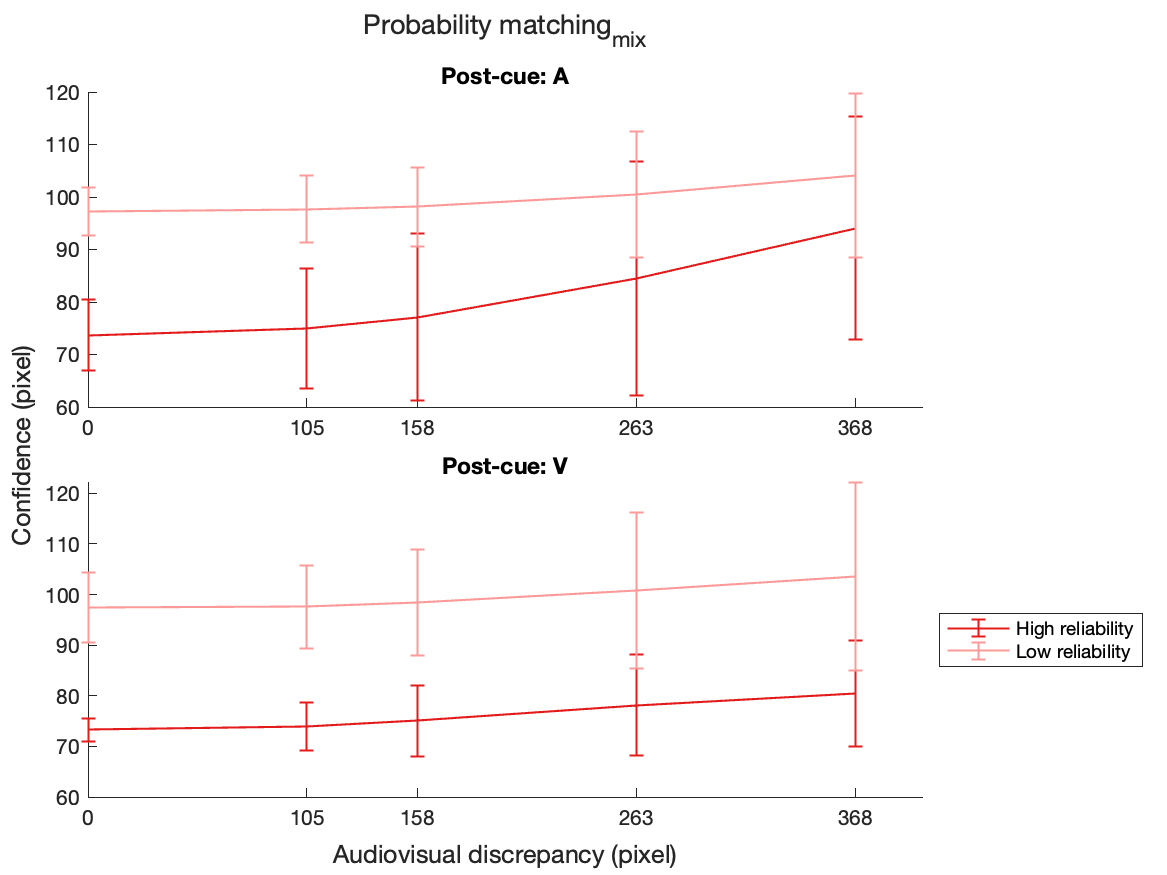 Probability matching mix
Post-cue: A
120
110
100
90
80
70
60
0 105 158 263 368
Confidence (pixel)
Post-cue: V
120
110
100
90
80
70
60
0 105 158 263 368
Audiovisual discrepancy (pixel)
High reliability
Low reliability